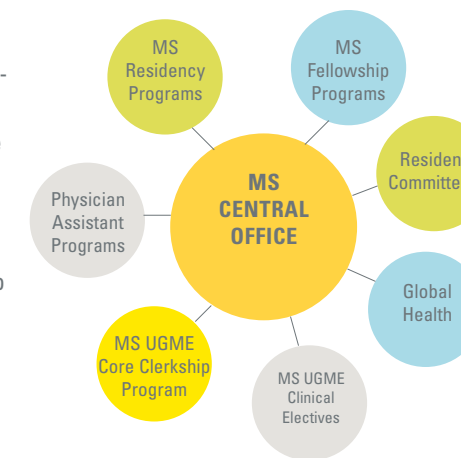 MS
Residency
Programs
MS
Fellowship
Programs
MS
CENTRAL
OFFICE
Physician
Assistant
Programs
Global
Health
MS UGME
Core Clerkship
Program
MS UGME
Clinical
Electives